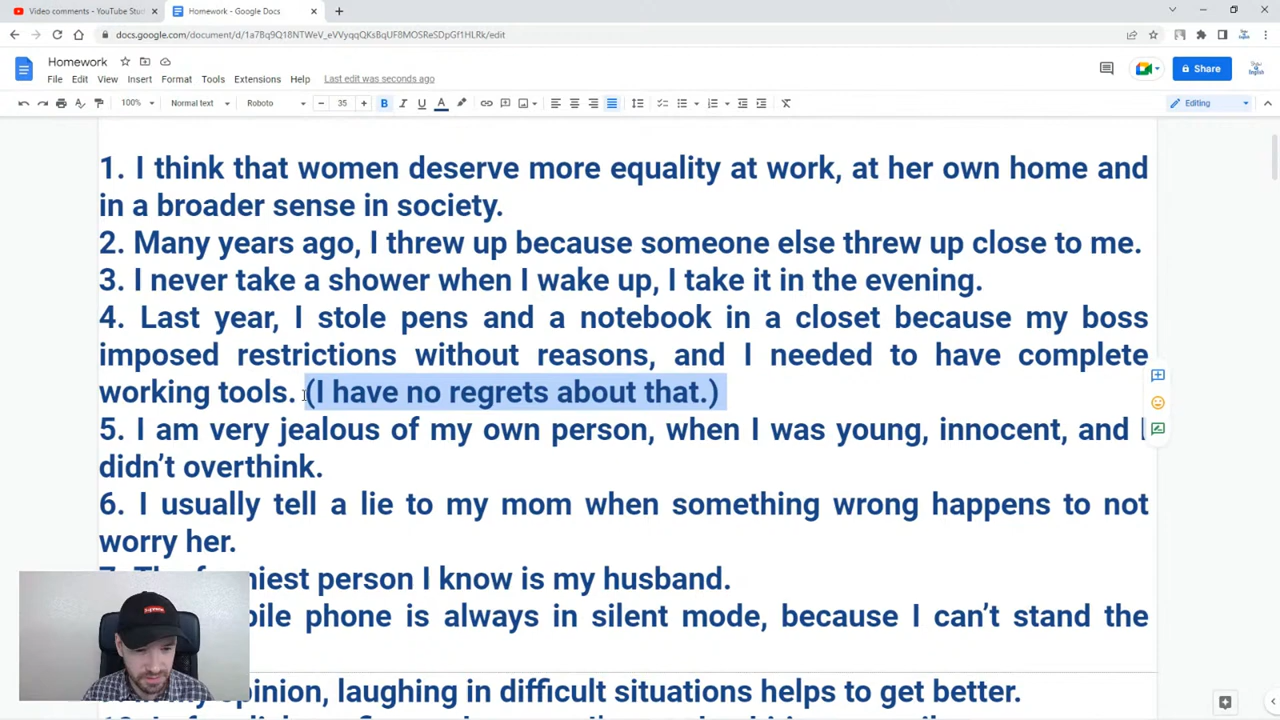 Video comments - YouTube Stud
Homework - Google Docs
docs.google.com/document/d/1a7Bq9Q18NTWeV_eVVyqqQKsBqUF8MOSReSDpGf1HLRk/edit
Homework
File Edit View Insert Format Tools Extensions Help Last edit was seconds ago
Share
100% Normal text Roboto 35 B I U A Editing
1. I think that women deserve more equality at work, at her own home and
in a broader sense in society.
2. Many years ago, I threw up because someone else threw up close to me.
3. I never take a shower when I wake up, I take it in the evening.
4. Last year, I stole pens and a notebook in a closet because my boss
imposed restrictions without reasons, and I needed to have complete
working tools. (I have no regrets about that.)
5. I am very jealous of my own person, when I was young, innocent, and I
didn’t overthink.
6. I usually tell a lie to my mom when something wrong happens to not
worry her.
niest person I know is my husband.
bile phone is always in silent mode, because I can’t stand the
pinion, laughing in difficult situations helps to get better.